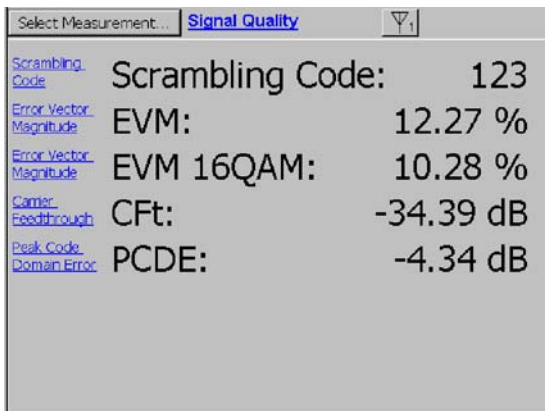 Select Measurement... Signal Quality 1
Scrambling Code Scrambling Code: 123
Error Vector Magnitude EVM: 12.27 %
Error Vector Magnitude EVM 16QAM: 10.28 %
Carrier Feedthrough CFt: -34.39 dB
Peak Code Domain Error PCDE: -4.34 dB